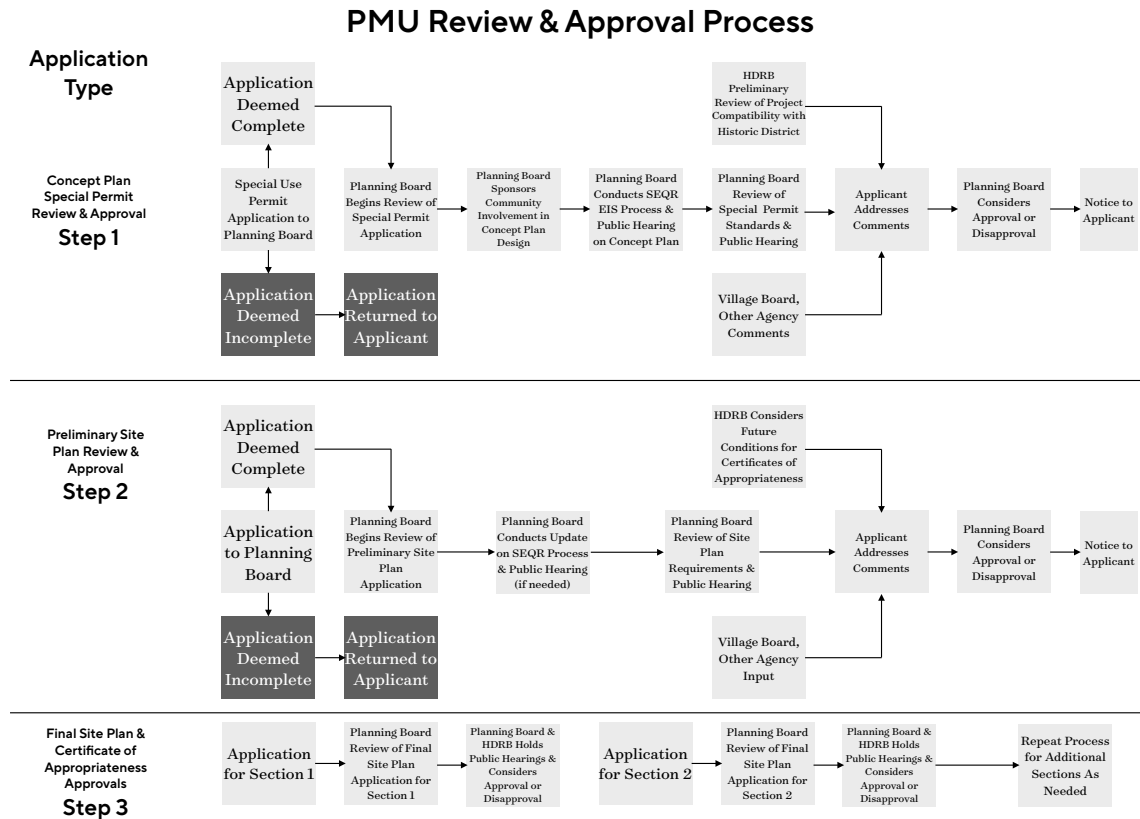 PMU Review & Approval Process
Application
Type
Concept Plan
Special Permit
Review & Approval
Step 1
Application
Deemed
Complete
Special Use
Permit
Application to
Planning Board
Application
Deemed
Incomplete
Application
Returned to
Applicant
Planning Board
Begins Review of
Special Permit
Application
Planning Board
Sponsors
Community
Involvement in
Concept Plan
Design
Planning Board
Conducts SEQR
EIS Process &
Public Hearing
on Concept Plan
HDRB
Preliminary
Review of Project
Compatibility with
Historic District
Planning Board
Review of
Special Permit
Standards &
Public Hearing
Village Board,
Other Agency
Comments
Applicant
Addresses
Comments
Planning Board
Considers
Approval or
Disapproval
Notice to
Applicant
Preliminary Site
Plan Review &
Approval
Step 2
Application
Deemed
Complete
Application
to Planning
Board
Application
Deemed
Incomplete
Application
Returned to
Applicant
Planning Board
Begins Review of
Preliminary Site
Plan
Application
Planning Board
Conducts Update
on SEQR Process
& Public Hearing
(if needed)
Planning Board
Review of Site
Plan
Requirements &
Public Hearing
HDRB Considers
Future
Conditions for
Certificates of
Appropriateness
Village Board,
Other Agency
Input
Applicant
Addresses
Comments
Planning Board
Considers
Approval or
Disapproval
Notice to
Applicant
Final Site Plan &
Certificate of
Appropriateness
Approvals
Step 3
Application
for Section 1
Planning Board
Review of Final
Site Plan
Application for
Section 1
Planning Board &
HDRB Holds
Public Hearings &
Considers
Approval or
Disapproval
Application
for Section 2
Planning Board
Review of Final
Site Plan
Application for
Section 2
Planning Board
& HDRB Holds
Public Hearings
& Considers
Approval or
Disapproval
Repeat Process
for Additional
Sections As
Needed